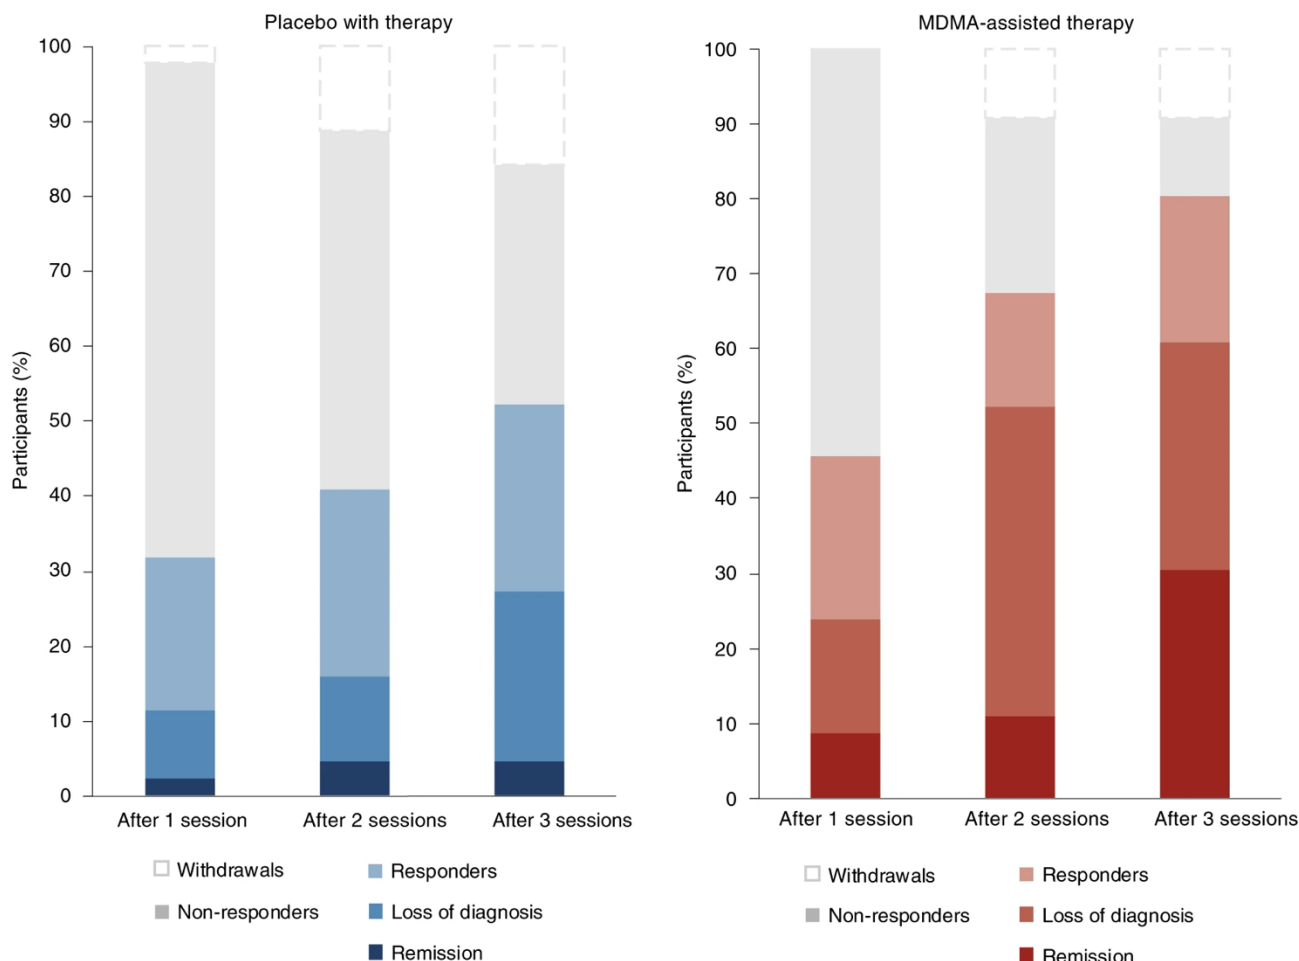 Placebo with therapy
100
90
80
70
60
50
40
30
20
10
0
Participants (%)
After 1 session
After 2 sessions
After 3 sessions
Withdrawals
Non-responders
Responders
Loss of diagnosis
Remission
MDMA-assisted therapy
100
90
80
70
60
50
40
30
20
10
0
Participants (%)
After 1 session
After 2 sessions
After 3 sessions
Withdrawals
Non-responders
Responders
Loss of diagnosis
Remission